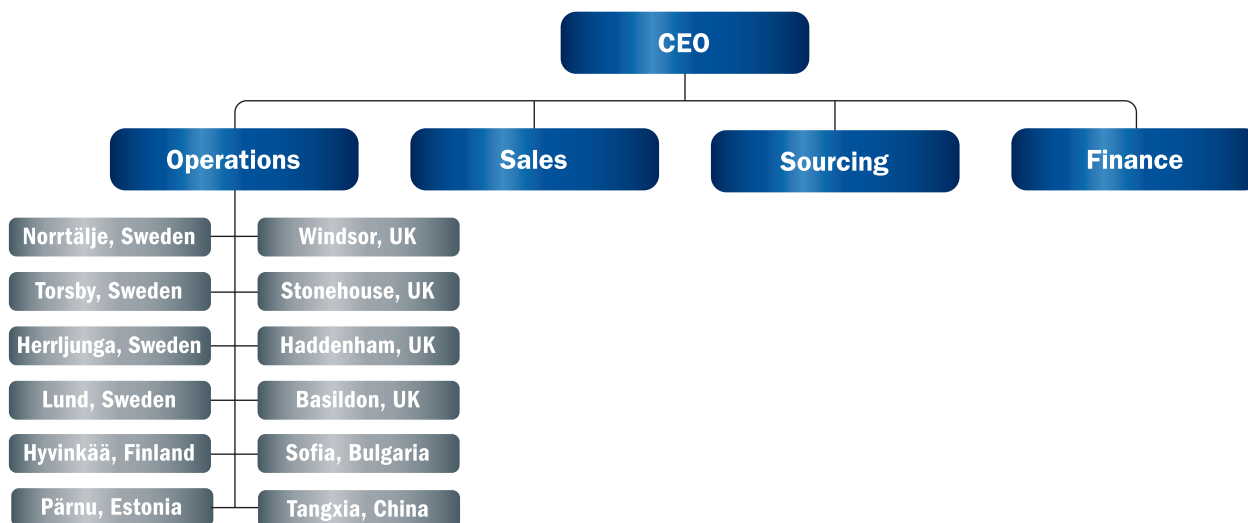 CEO
Operations
Sales
Sourcing
Finance
Norrtälje, Sweden
Windsor, UK
Torsby, Sweden
Stonehouse, UK
Herrljunga, Sweden
Haddenham, UK
Lund, Sweden
Basildon, UK
Hyvinkää, Finland
Sofia, Bulgaria
Pärnu, Estonia
Tangxia, China